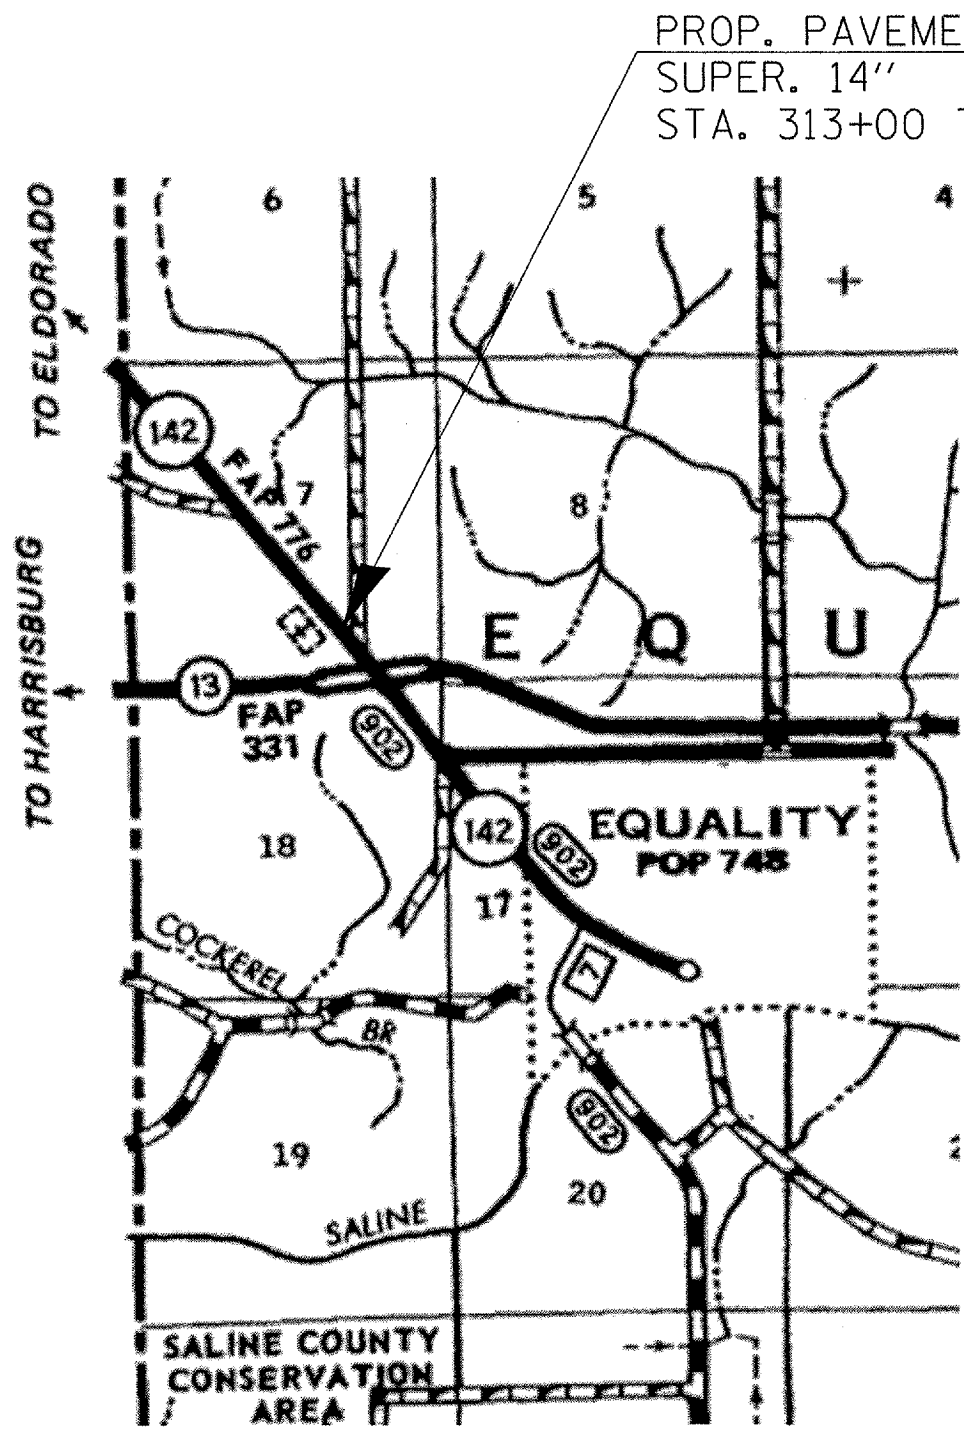 PROP. PAVEME
SUPER. 14"
STA. 313+00
6
5
4
TO ELDORADO
142
FAP 776
7
8
TO HARRISBURG
E Q U
13
FAP
331
902
142
902
EQUALITY
POP 748
18
17
COCKEREL
BR
7
902
19
20
SALINE
SALINE COUNTY
CONSERVATION
AREA